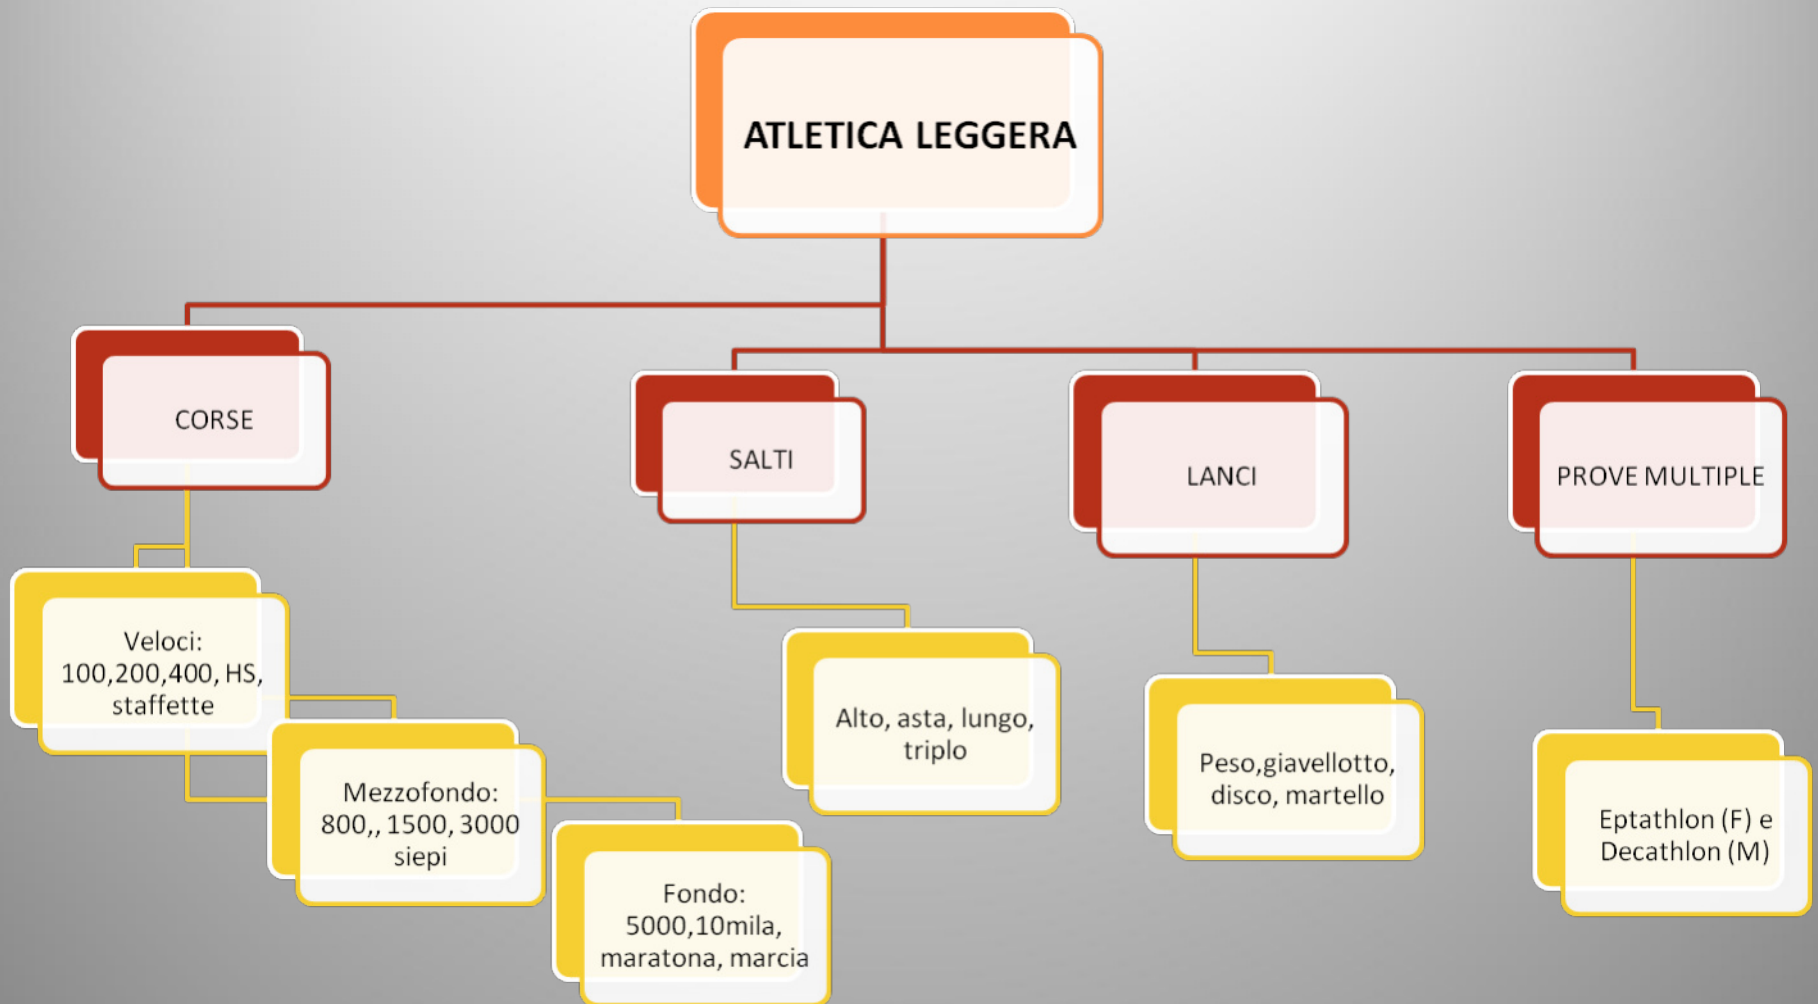 ATLETICA LEGGERA
CORSE
SALTI
LANCI
PROVE MULTIPLE
Veloci:
100,200,400, HS,
staffette
Mezzofondo:
800,, 1500, 3000
siepi
Fondo:
5000,10mila,
maratona, marcia
Alto, asta, lungo,
triplo
Peso,giavellotto,
disco, martello
Eptathlon (F) e
Decathlon (M)